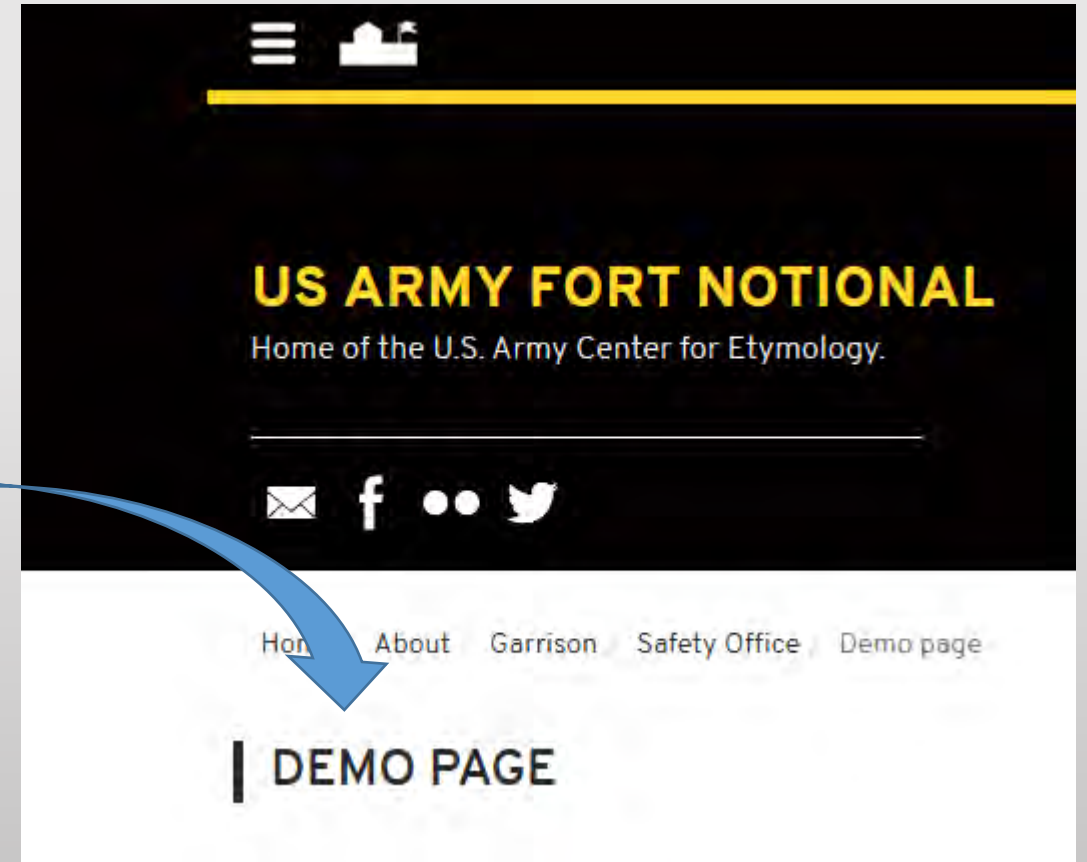 US ARMY FORT NOTIONAL
Home of the U.S. Army Center for Etymology.
About / Garrison / Safety Office / Demo page
DEMO PAGE